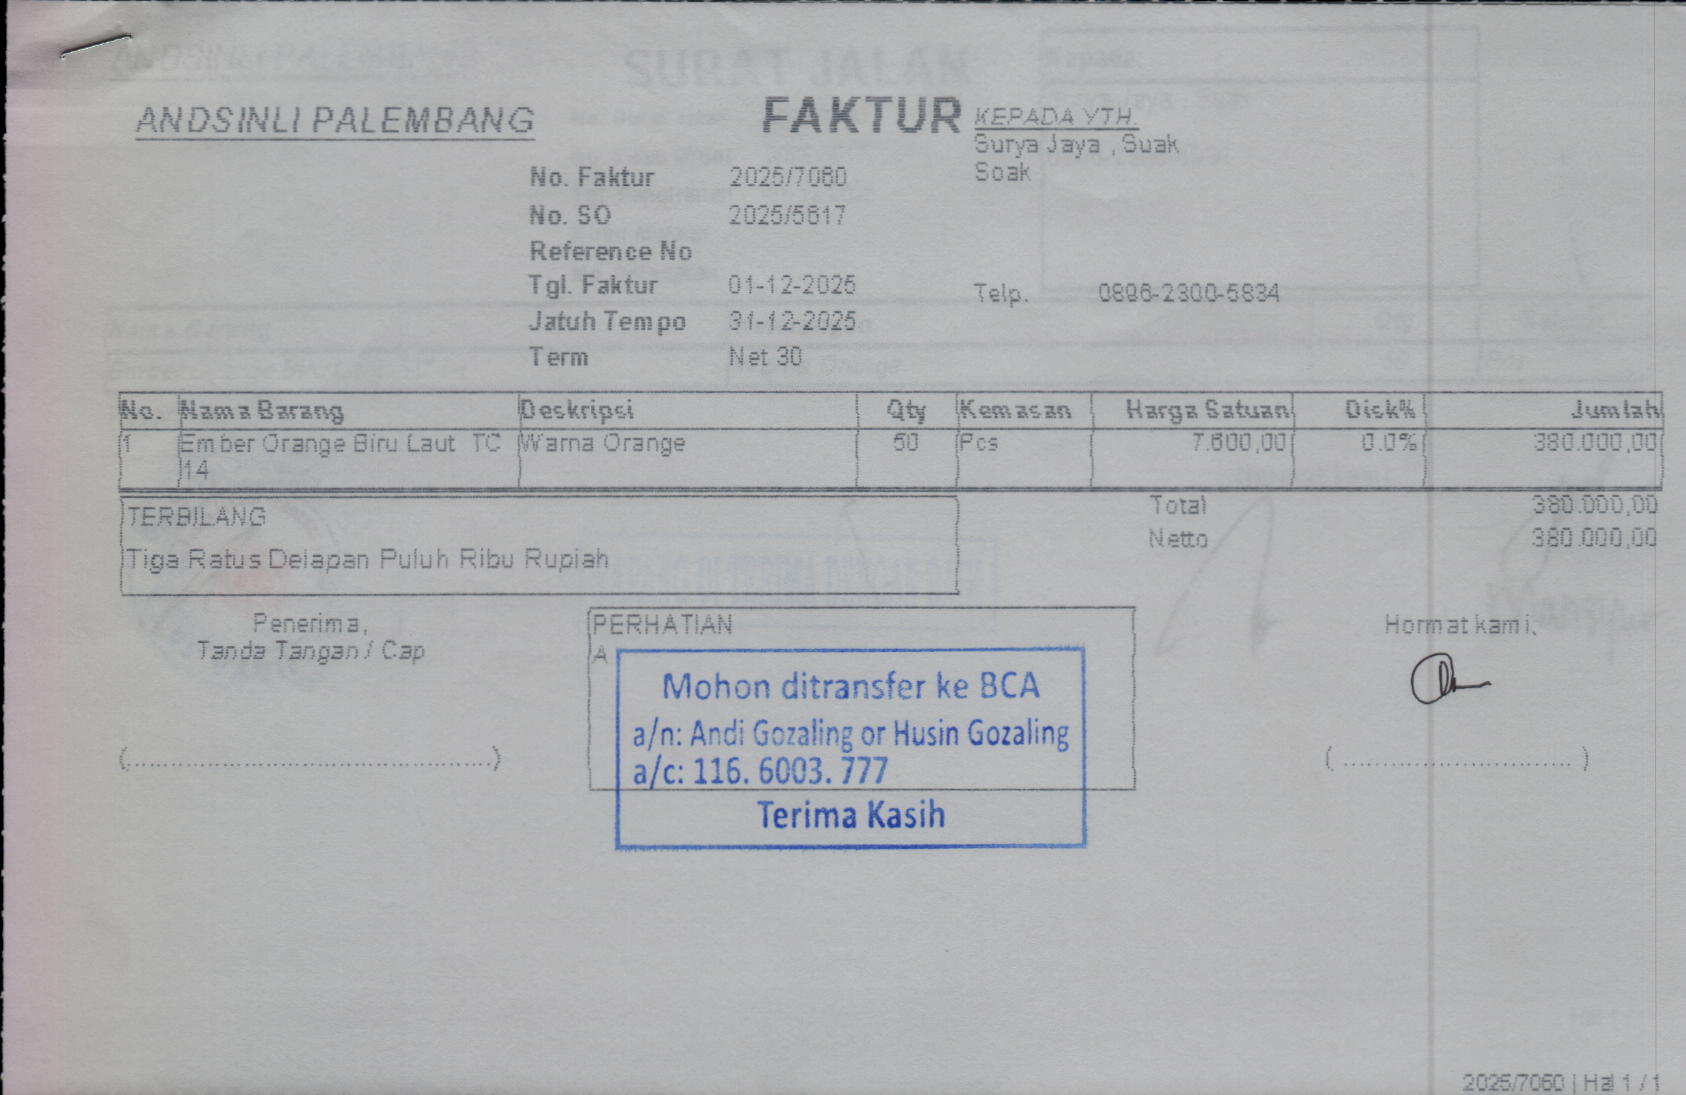 ANDSINLI PALEMBANG
FAKTUR
KEPADA YTH.
Surya Jaya , Suak
Soak
No. Faktur 2025/7060
No. SO 2025/5617
Reference No
Tgl. Faktur 01-12-2025
Telp. 0896-2300-5834
Jatuh Tempo 31-12-2025
Term Net 30
No. Nama Barang Deskripsi Qty Kemasan Harga Satuan Disk% Jumlah
1 Ember Orange Biru Laut TC 14 Warna Orange 50 Pcs 7.600,00 0.0% 380.000,00
Total 380.000,00
Netto 380.000,00
TERBILANG
Tiga Ratus Delapan Puluh Ribu Rupiah
Penerima,
Tanda Tangan / Cap
(............................................)
PERHATIAN
A
Mohon ditransfer ke BCA
a/n: Andi Gozaling or Husin Gozaling
a/c: 116. 6003. 777
Terima Kasih
Hormat kami,
(............................)
2025/7060 | Hal 1 / 1